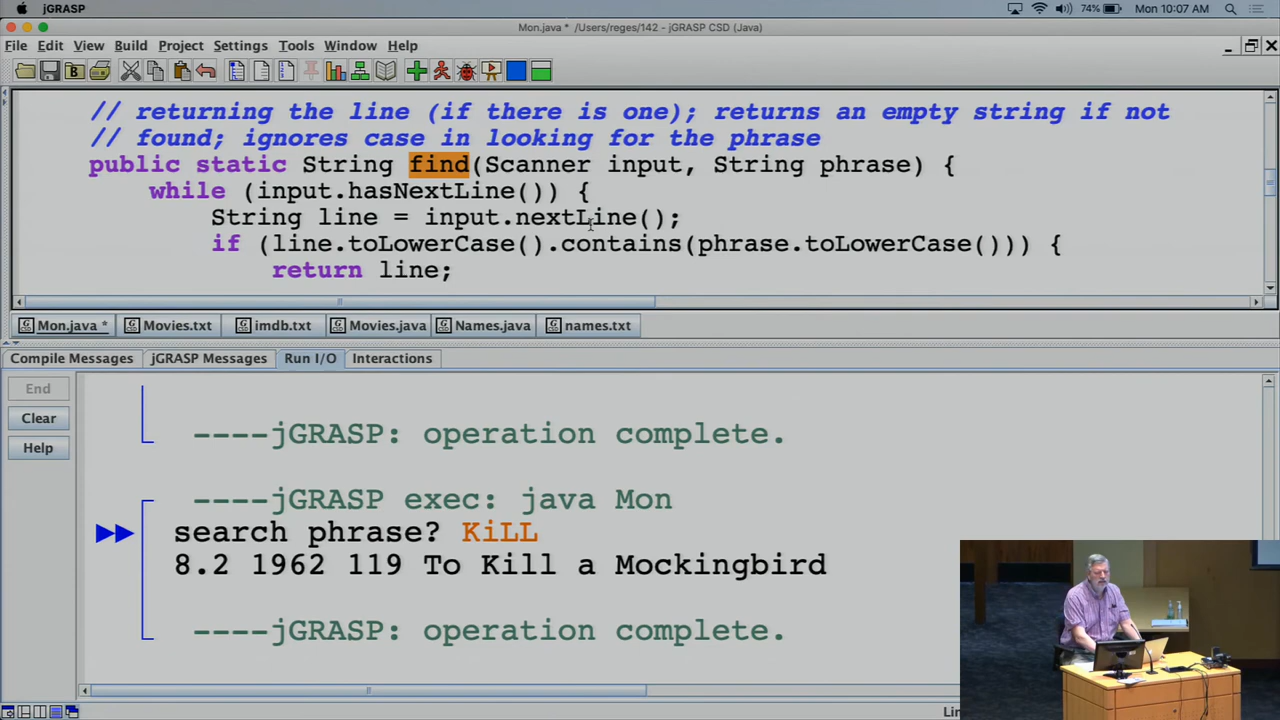 jGRASP
74%
Mon 10:07 AM
Mon.java * /Users/reges/142 - jGRASP CSD (Java)
File Edit View Build Project Settings Tools Window Help
// returning the line (if there is one); returns an empty string if not
// found; ignores case in looking for the phrase
public static String find(Scanner input, String phrase) {
while (input.hasNextLine()) {
String line = input.nextLine();
if (line.toLowerCase().contains(phrase.toLowerCase())) {
return line;
Mon.java * Movies.txt imdb.txt Movies.java Names.java names.txt
Compile Messages jGRASP Messages Run I/O Interactions
End
Clear
Help
----jGRASP: operation complete.
----jGRASP exec: java Mon
search phrase? KiLL
8.2 1962 119 To Kill a Mockingbird
----jGRASP: operation complete.